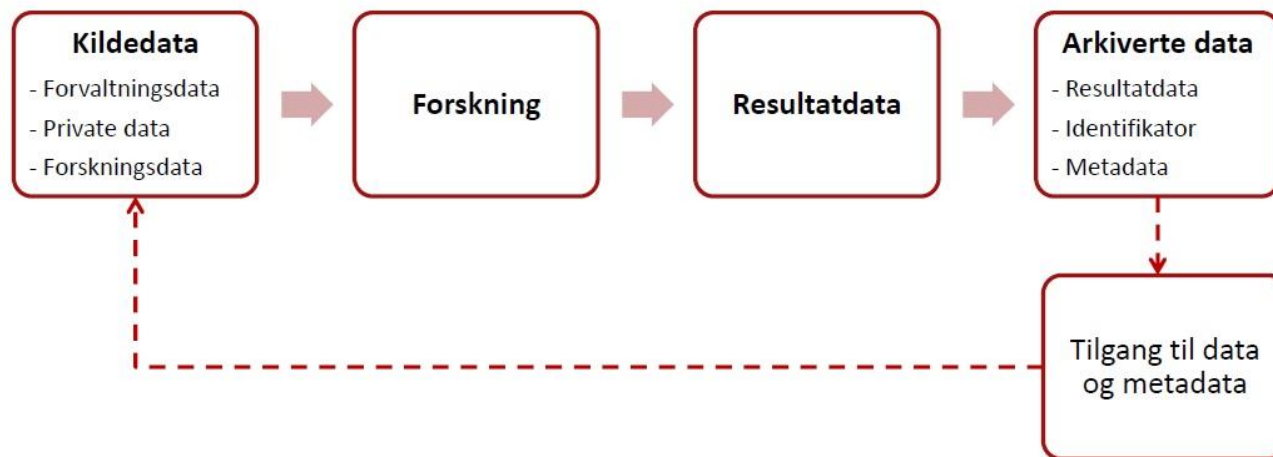 Kildedata
- Forvaltningsdata
- Private data
- Forskningsdata
Forskning
Resultatdata
Arkiverte data
- Resultatdata
- Identifikator
- Metadata
Tilgang til data
og metadata